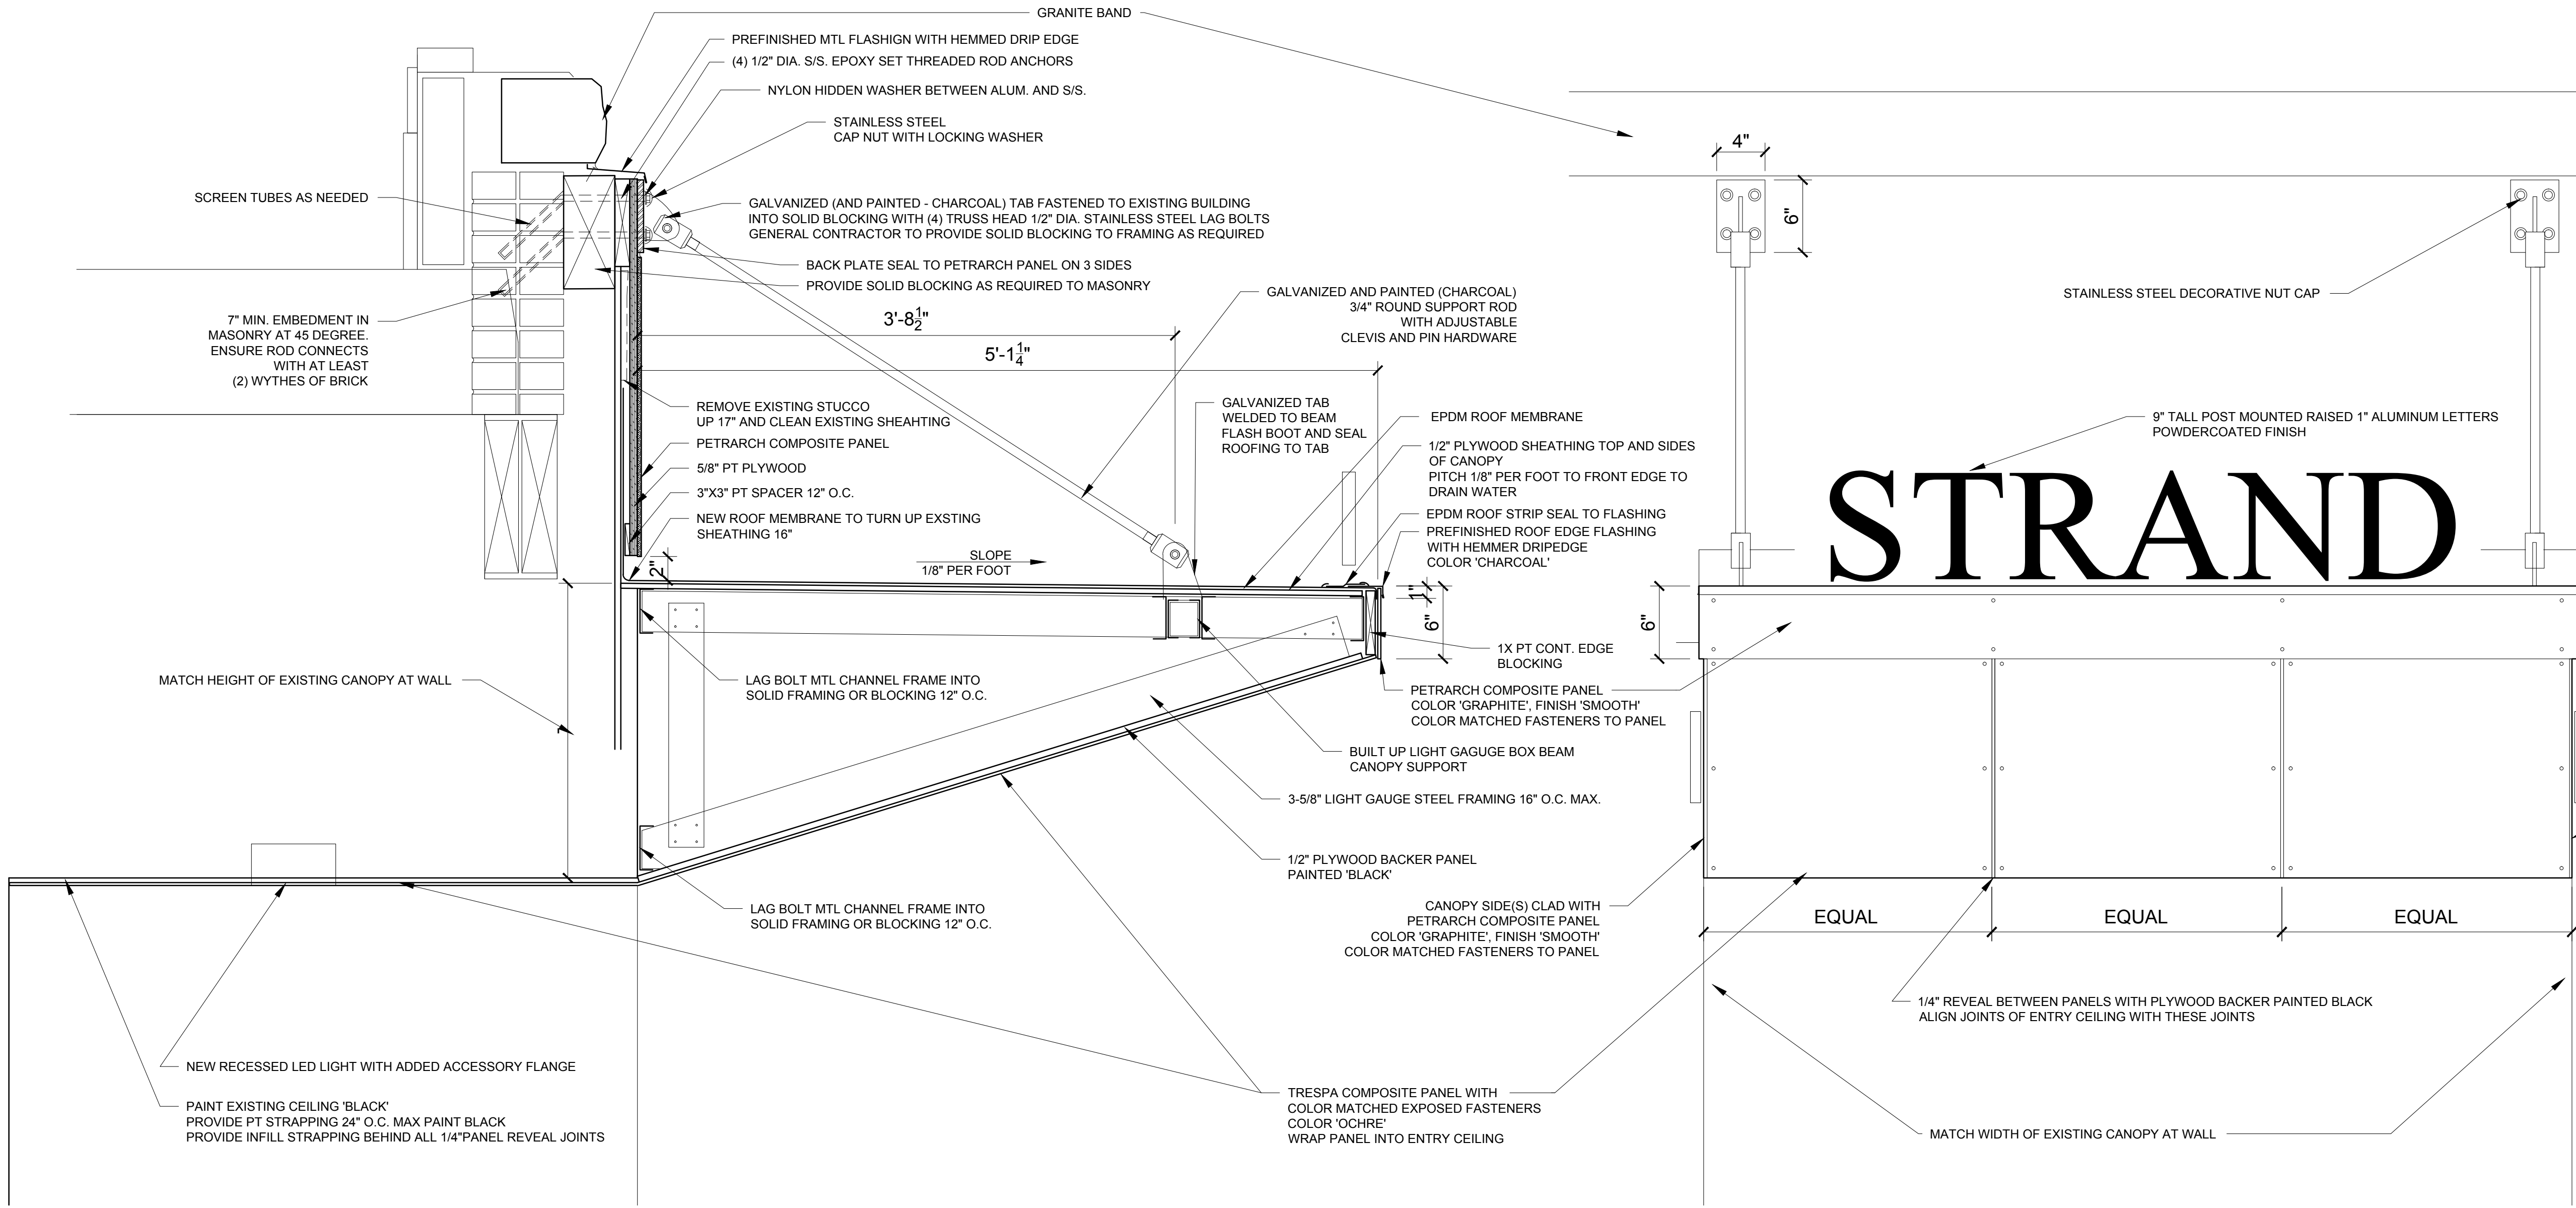 GRANITE BAND
PREFINISHED MTL FLASHIGN WITH HEMMED DRIP EDGE
(4) 1/2" DIA. S/S. EPOXY SET THREADED ROD ANCHORS
NYLON HIDDEN WASHER BETWEEN ALUM. AND S/S.
STAINLESS STEEL
CAP NUT WITH LOCKING WASHER
SCREEN TUBES AS NEEDED
GALVANIZED (AND PAINTED - CHARCOAL) TAB FASTENED TO EXISTING BUILDING
INTO SOLID BLOCKING WITH (4) TRUSS HEAD 1/2" DIA. STAINLESS STEEL LAG BOLTS
GENERAL CONTRACTOR TO PROVIDE SOLID BLOCKING TO FRAMING AS REQUIRED
BACK PLATE SEAL TO PETRARCH PANEL ON 3 SIDES
PROVIDE SOLID BLOCKING AS REQUIRED TO MASONRY
7" MIN. EMBEDMENT IN
MASONRY AT 45 DEGREE.
ENSURE ROD CONNECTS
WITH AT LEAST
(2) WYTHES OF BRICK
GALVANIZED AND PAINTED (CHARCOAL)
3/4" ROUND SUPPORT ROD
WITH ADJUSTABLE
CLEVIS AND PIN HARDWARE
3'-8 1/2"
5'-1 1/4"
REMOVE EXISTING STUCCO
UP 17" AND CLEAN EXISTING SHEAHTING
PETRARCH COMPOSITE PANEL
5/8" PT PLYWOOD
3"X3" PT SPACER 12" O.C.
NEW ROOF MEMBRANE TO TURN UP EXSTING
SHEATHING 16"
GALVANIZED TAB
WELDED TO BEAM
FLASH BOOT AND SEAL
ROOFING TO TAB
EPDM ROOF MEMBRANE
1/2" PLYWOOD SHEATHING TOP AND SIDES
OF CANOPY
PITCH 1/8" PER FOOT TO FRONT EDGE TO
DRAIN WATER
EPDM ROOF STRIP SEAL TO FLASHING
PREFINISHED ROOF EDGE FLASHING
WITH HEMMER DRIPEDGE
COLOR 'CHARCOAL'
2"
SLOPE
1/8" PER FOOT
1"
6"
1X PT CONT. EDGE
BLOCKING
MATCH HEIGHT OF EXISTING CANOPY AT WALL
LAG BOLT MTL CHANNEL FRAME INTO
SOLID FRAMING OR BLOCKING 12" O.C.
PETRARCH COMPOSITE PANEL
COLOR 'GRAPHITE', FINISH 'SMOOTH'
COLOR MATCHED FASTENERS TO PANEL
BUILT UP LIGHT GAGUGE BOX BEAM
CANOPY SUPPORT
3-5/8" LIGHT GAUGE STEEL FRAMING 16" O.C. MAX.
1/2" PLYWOOD BACKER PANEL
PAINTED 'BLACK'
LAG BOLT MTL CHANNEL FRAME INTO
SOLID FRAMING OR BLOCKING 12" O.C.
CANOPY SIDE(S) CLAD WITH
PETRARCH COMPOSITE PANEL
COLOR 'GRAPHITE', FINISH 'SMOOTH'
COLOR MATCHED FASTENERS TO PANEL
NEW RECESSED LED LIGHT WITH ADDED ACCESSORY FLANGE
PAINT EXISTING CEILING 'BLACK'
PROVIDE PT STRAPPING 24" O.C. MAX PAINT BLACK
PROVIDE INFILL STRAPPING BEHIND ALL 1/4"PANEL REVEAL JOINTS
TRESPA COMPOSITE PANEL WITH
COLOR MATCHED EXPOSED FASTENERS
COLOR 'OCHRE'
WRAP PANEL INTO ENTRY CEILING
4"
6"
STAINLESS STEEL DECORATIVE NUT CAP
9" TALL POST MOUNTED RAISED 1" ALUMINUM LETTERS
POWDERCOATED FINISH
STRAND
6"
EQUAL
EQUAL
EQUAL
1/4" REVEAL BETWEEN PANELS WITH PLYWOOD BACKER PAINTED BLACK
ALIGN JOINTS OF ENTRY CEILING WITH THESE JOINTS
MATCH WIDTH OF EXISTING CANOPY AT WALL